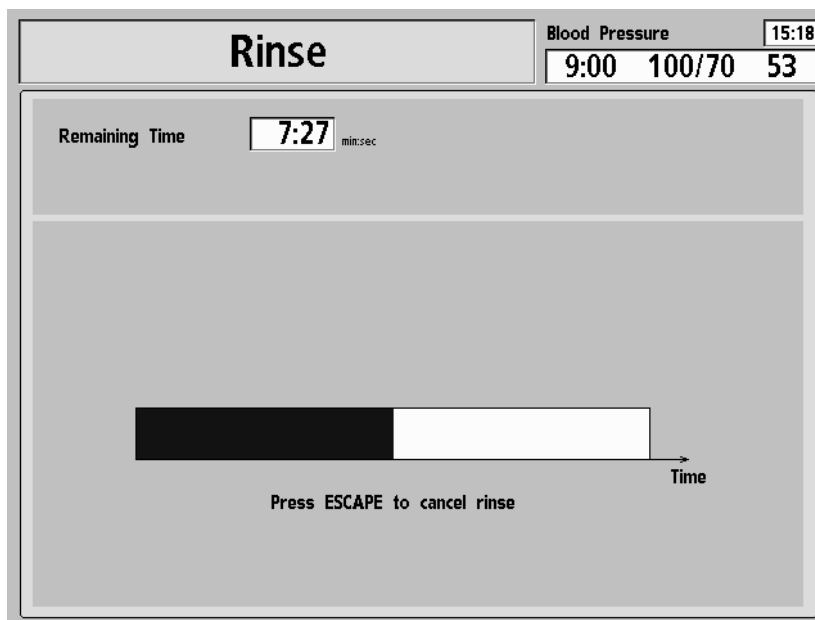 Rinse
Blood Pressure 15:18
9:00 100/70 53
Remaining Time 7:27 min:sec
Time
Press ESCAPE to cancel rinse